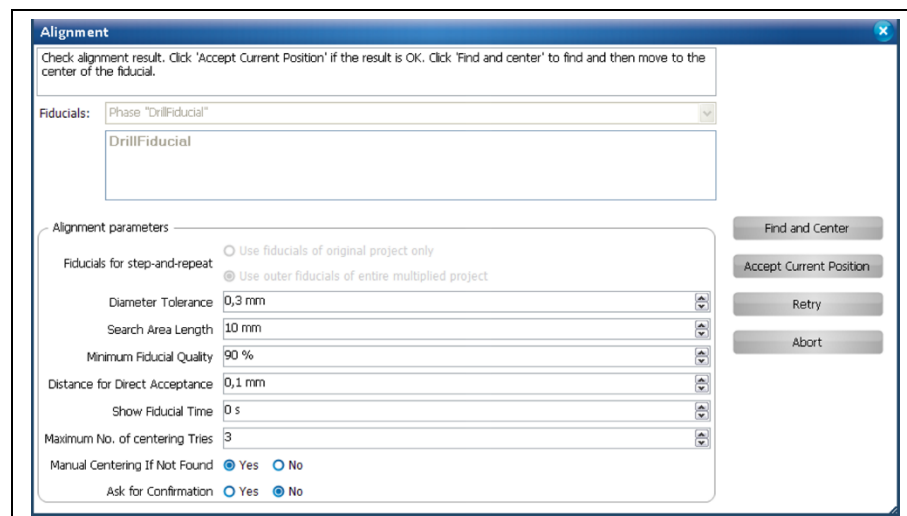 Alignment
Check alignment result. Click 'Accept Current Position' if the result is OK. Click 'Find and center' to find and then move to the
center of the fiducial.
Fiducials: Phase "DrillFiducial"
DrillFiducial
Alignment parameters
Fiducials for step-and-repeat
Use fiducials of original project only
Use outer fiducials of entire multiplied project
Diameter Tolerance 0,3 mm
Search Area Length 10 mm
Minimum Fiducial Quality 90 %
Distance for Direct Acceptance 0,1 mm
Show Fiducial Time 0 s
Maximum No. of centering Tries 3
Manual Centering If Not Found Yes No
Ask for Confirmation Yes No
Find and Center
Accept Current Position
Retry
Abort